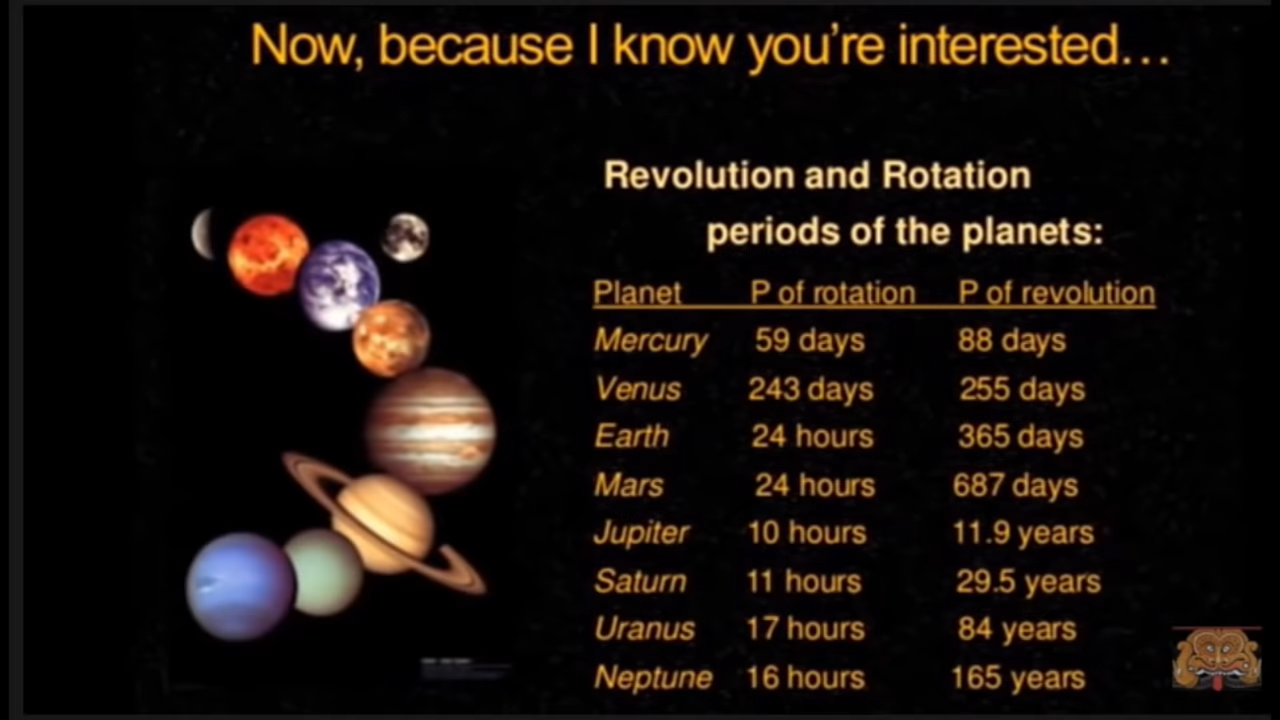 Now, because I know you're interested...
Revolution and Rotation
periods of the planets:
Planet P of rotation P of revolution
Mercury 59 days 88 days
Venus 243 days 255 days
Earth 24 hours 365 days
Mars 24 hours 687 days
Jupiter 10 hours 11.9 years
Saturn 11 hours 29.5 years
Uranus 17 hours 84 years
Neptune 16 hours 165 years